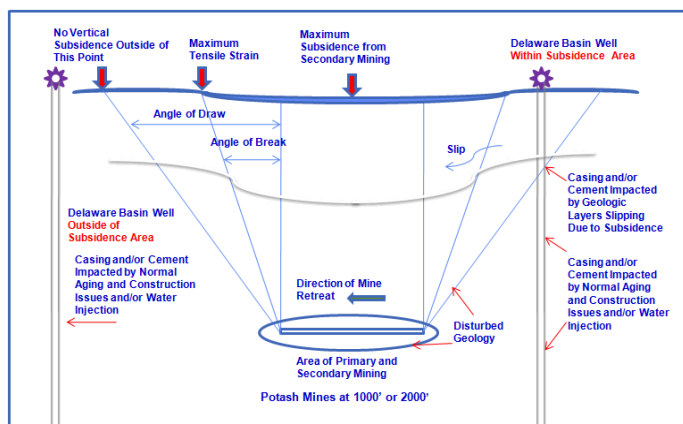 No Vertical
Subsidence Outside of
This Point
Maximum
Tensile Strain
Maximum
Subsidence from
Secondary Mining
Delaware Basin Well
Within Subsidence Area
Angle of Draw
Angle of Break
Slip
Casing and/or
Cement Impacted
by Geologic
Layers Slipping
Due to Subsidence
Delaware Basin Well
Outside of
Subsidence Area
Casing and/or Cement
Impacted by Normal
Aging and Construction
Issues and/or Water
Injection
Direction of Mine
Retreat
Casing and/or
Cement Impacted
by Normal Aging
and Construction
Issues and/or Water
Injection
Disturbed
Geology
Area of Primary and
Secondary Mining
Potash Mines at 1000' or 2000'